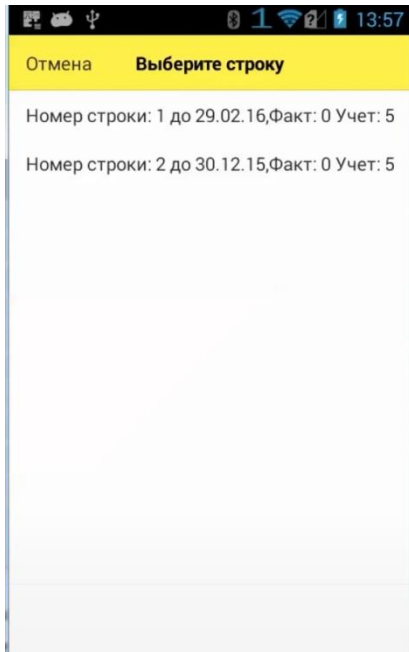 1 13:57
Отмена Выберите строку
Номер строки: 1 до 29.02.16,Факт: 0 Учет: 5
Номер строки: 2 до 30.12.15,Факт: 0 Учет: 5